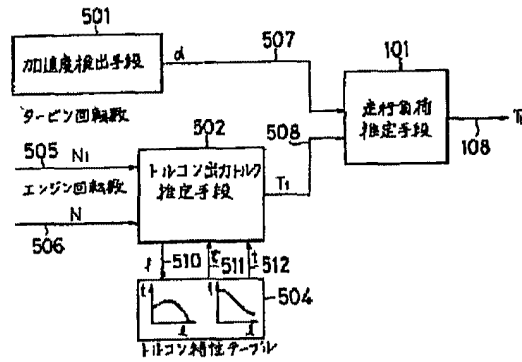 501
加速度検出手段
α
507
101
走行負荷
推定手段
108
タービン回転数
505
N1
エンジン回転数
N
506
502
トルコン出力トルク
推定手段
508
T1
510
511
512
504
t
l
l
トルコン特性テーブル